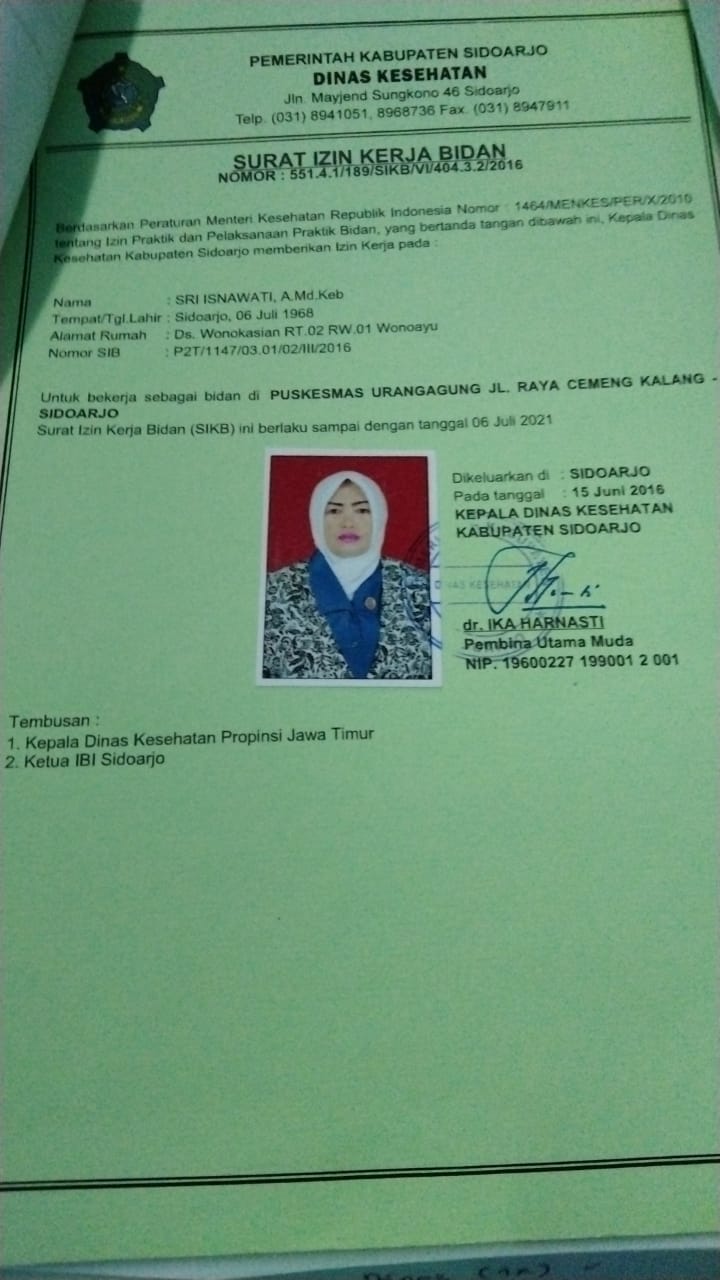 PEMERINTAH KABUPATEN SIDOARJO
DINAS KESEHATAN
Jln. Mayjend Sungkono 46 Sidoarjo
Telp. (031) 8941051, 8968736 Fax. (031) 8947911
SURAT IZIN KERJA BIDAN
NOMOR : 551.4.1/189/SIKB/VI/404.3.2/2016
Berdasarkan Peraturan Menteri Kesehatan Republik Indonesia Nomor : 1464/MENKES/PER/X/2010
tentang Izin Praktik dan Pelaksanaan Praktik Bidan, yang bertanda tangan dibawah ini, Kepala Dinas
Kesehatan Kabupaten Sidoarjo memberikan Izin Kerja pada :
Nama : SRI ISNAWATI, A.Md.Keb
Tempat/Tgl.Lahir : Sidoarjo, 06 Juli 1968
Alamat Rumah : Ds. Wonokasian RT.02 RW.01 Wonoayu
Nomor SIB : P2T/1147/03.01/02/III/2016
Untuk bekerja sebagai bidan di PUSKESMAS URANGAGUNG JL. RAYA CEMENG KALANG -
SIDOARJO
Surat Izin Kerja Bidan (SIKB) ini berlaku sampai dengan tanggal 06 Juli 2021
Dikeluarkan di : SIDOARJO
Pada tanggal : 15 Juni 2016
KEPALA DINAS KESEHATAN
KABUPATEN SIDOARJO
DINAS KESEHATAN
dr. IKA HARNASTI
Pembina Utama Muda
NIP. 19600227 199001 2 001
Tembusan :
1. Kepala Dinas Kesehatan Propinsi Jawa Timur
2. Ketua IBI Sidoarjo